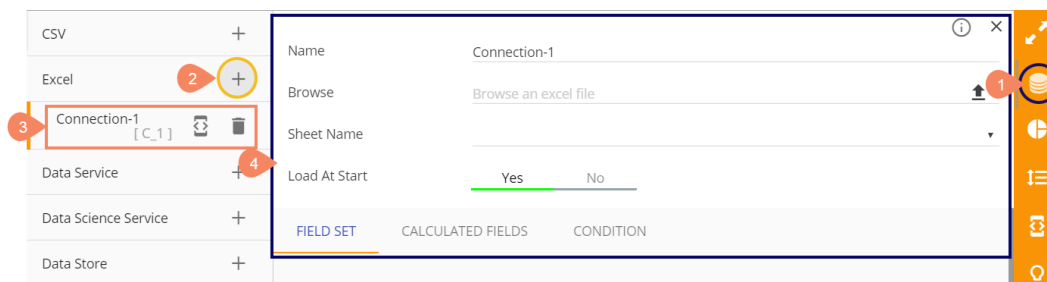 CSV
Excel
2
3
Connection-1
[ C_1 ]
Data Service
Data Science Service
Data Store
4
Name
Connection-1
Browse
Browse an excel file
Sheet Name
Load At Start
Yes
No
FIELD SET
CALCULATED FIELDS
CONDITION
1